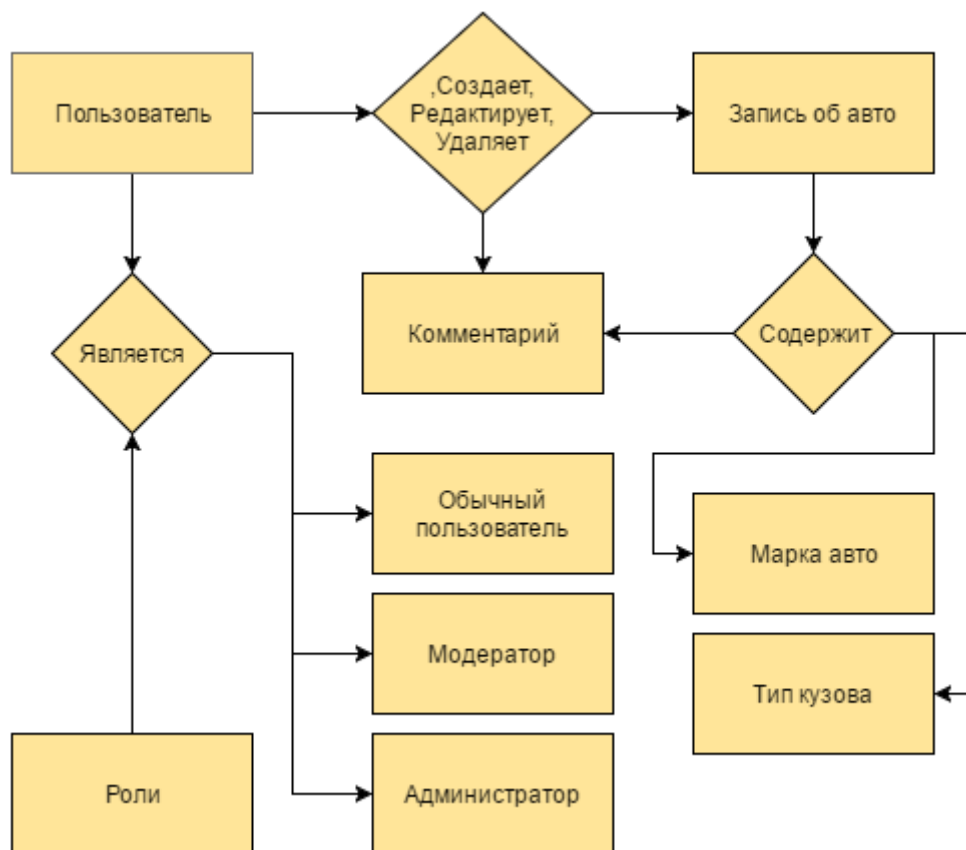 Пользователь
,Создает,
Редактирует,
Удаляет
Запись об авто
Является
Комментарий
Содержит
Обычный
пользователь
Марка авто
Модератор
Тип кузова
Роли
Администратор